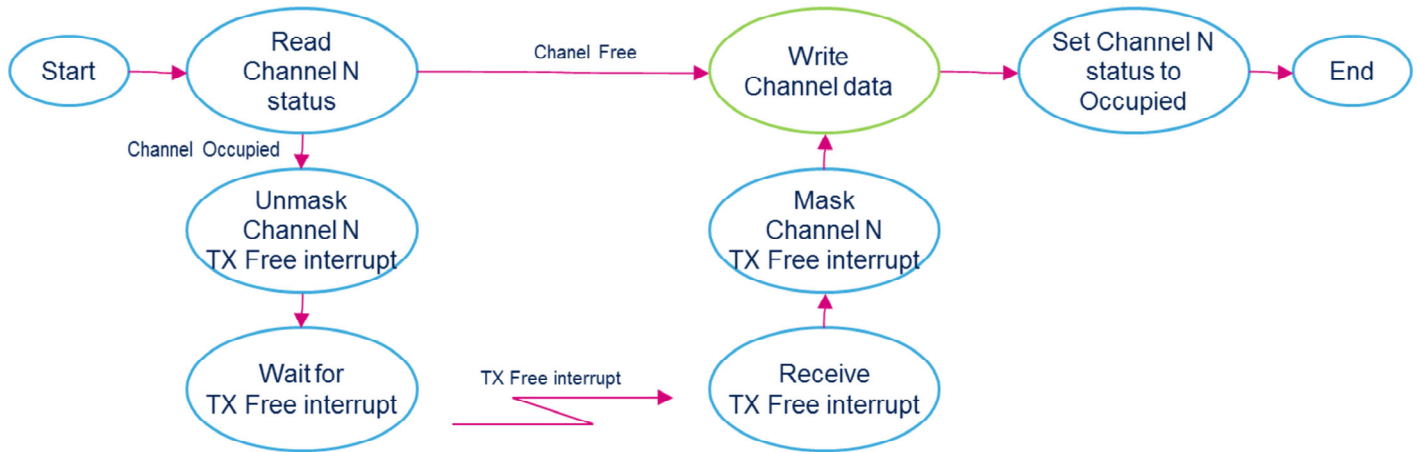 Start
Read
Channel N
status
Chanel Free
Write
Channel data
Set Channel N
status to
Occupied
End
Channel Occupied
Unmask
Channel N
TX Free interrupt
Mask
Channel N
TX Free interrupt
Wait for
TX Free interrupt
TX Free interrupt
Receive
TX Free interrupt